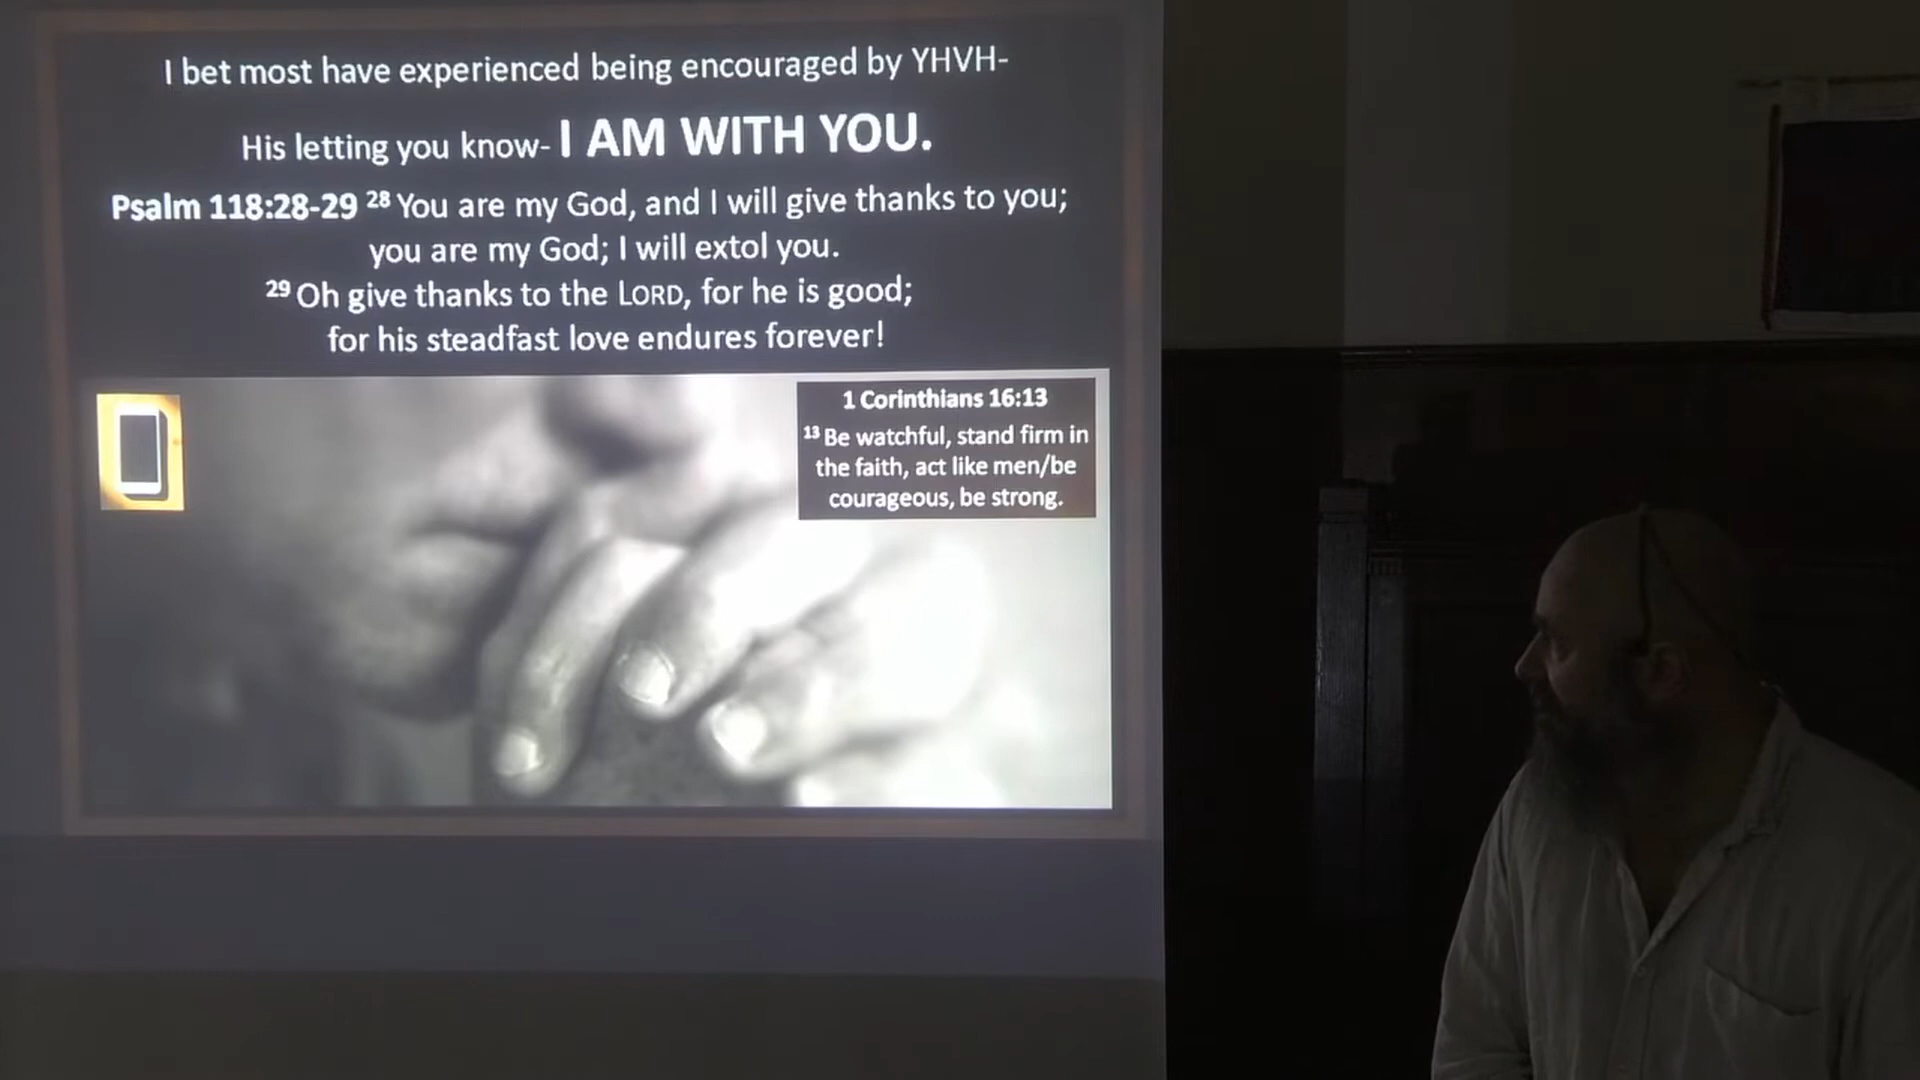 I bet most have experienced being encouraged by YHVH-
His letting you know- I AM WITH YOU.
Psalm 118:28-29 28 You are my God, and I will give thanks to you;
you are my God; I will extol you.
29 Oh give thanks to the LORD, for he is good;
for his steadfast love endures forever!
1 Corinthians 16:13
13 Be watchful, stand firm in
the faith, act like men/be
courageous, be strong.